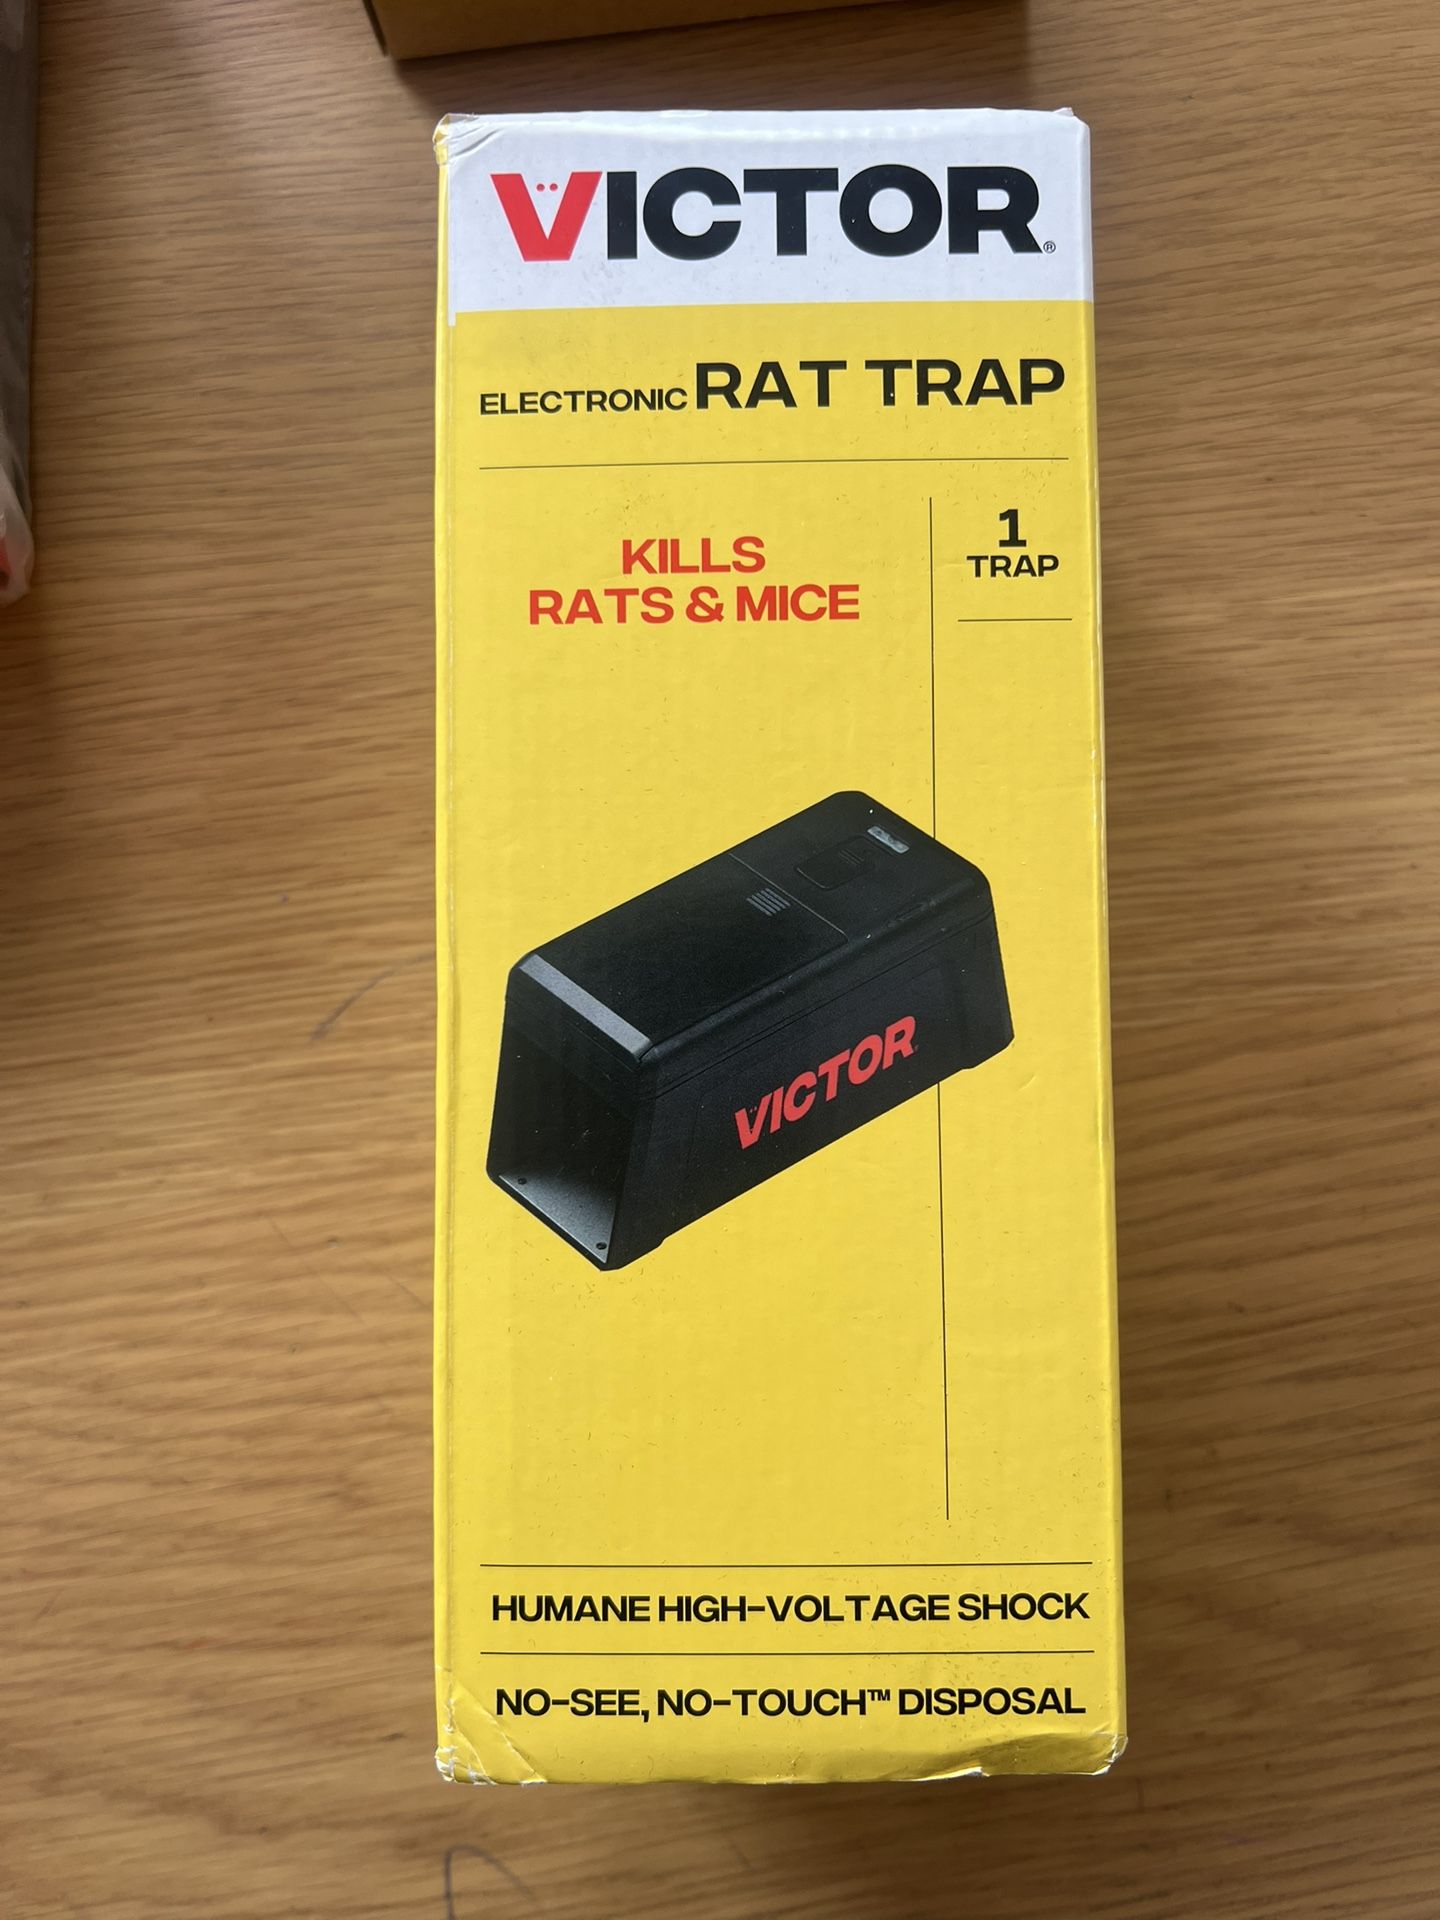 VICTOR®
ELECTRONIC RAT TRAP
KILLS
RATS & MICE
1
TRAP
VICTOR
HUMANE HIGH-VOLTAGE SHOCK
NO-SEE, NO-TOUCH™ DISPOSAL